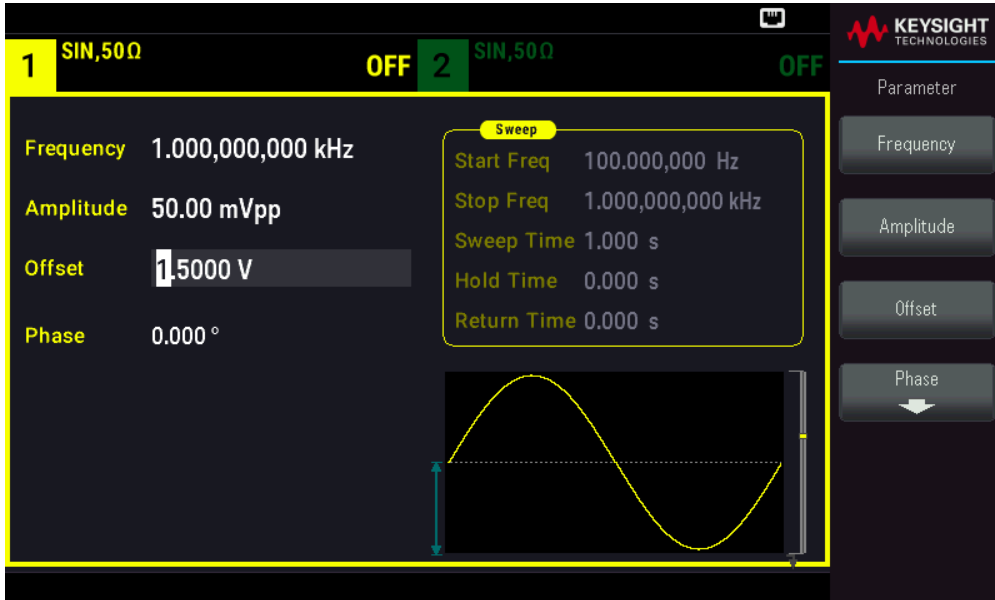 KEYSIGHT
TECHNOLOGIES
1 SIN,50Ω OFF 2 SIN,50Ω OFF
Parameter
Frequency 1.000,000,000 kHz
Amplitude 50.00 mVpp
Offset 1.5000 V
Phase 0.000 °
Sweep
Start Freq 100.000,000 Hz
Stop Freq 1.000,000,000 kHz
Sweep Time 1.000 s
Hold Time 0.000 s
Return Time 0.000 s
Frequency
Amplitude
Offset
Phase